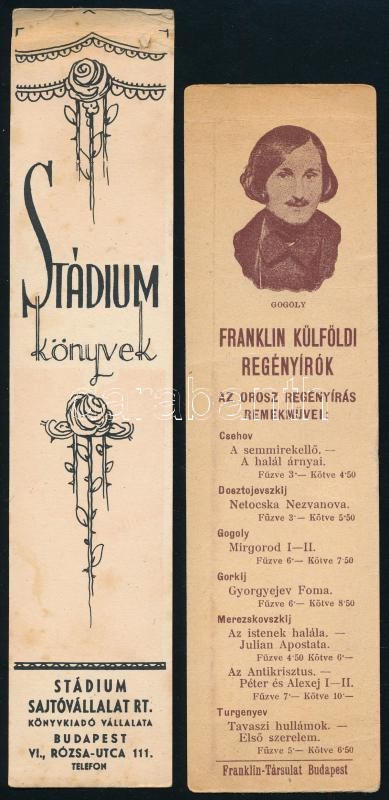 STÁDIUM
könyvek
STÁDIUM
SAJTÓVÁLLALAT RT.
KÖNYVKIADÓ VÁLLALATA
BUDAPEST
VI., RÓZSA-UTCA 111.
TELEFON
GOGOLY
FRANKLIN KÜLFÖLDI
REGÉNYÍRÓK
AZ OROSZ REGÉNYÍRÁS
REMEKMŰVEI:
Csehov
A semmirekellő. —
A halál árnyai.
Fűzve 3·— Kötve 4·50
Dosztojevszkij
Netocska Nezvanova.
Fűzve 3·— Kötve 5·50
Gogoly
Mirgorod I—II.
Fűzve 6·— Kötve 7·50
Gorkij
Gyorgyejev Foma.
Fűzve 6·— Kötve 8·50
Merezskovszkij
Az istenek halála. —
Julian Apostata.
Fűzve 4·50 Kötve 6·—
Az Antikrisztus. —
Péter és Alexej I—II.
Fűzve 7·— Kötve 10·—
Turgenyev
Tavaszi hullámok. —
Első szerelem.
Fűzve 5·— Kötve 6·50
Franklin-Társulat Budapest